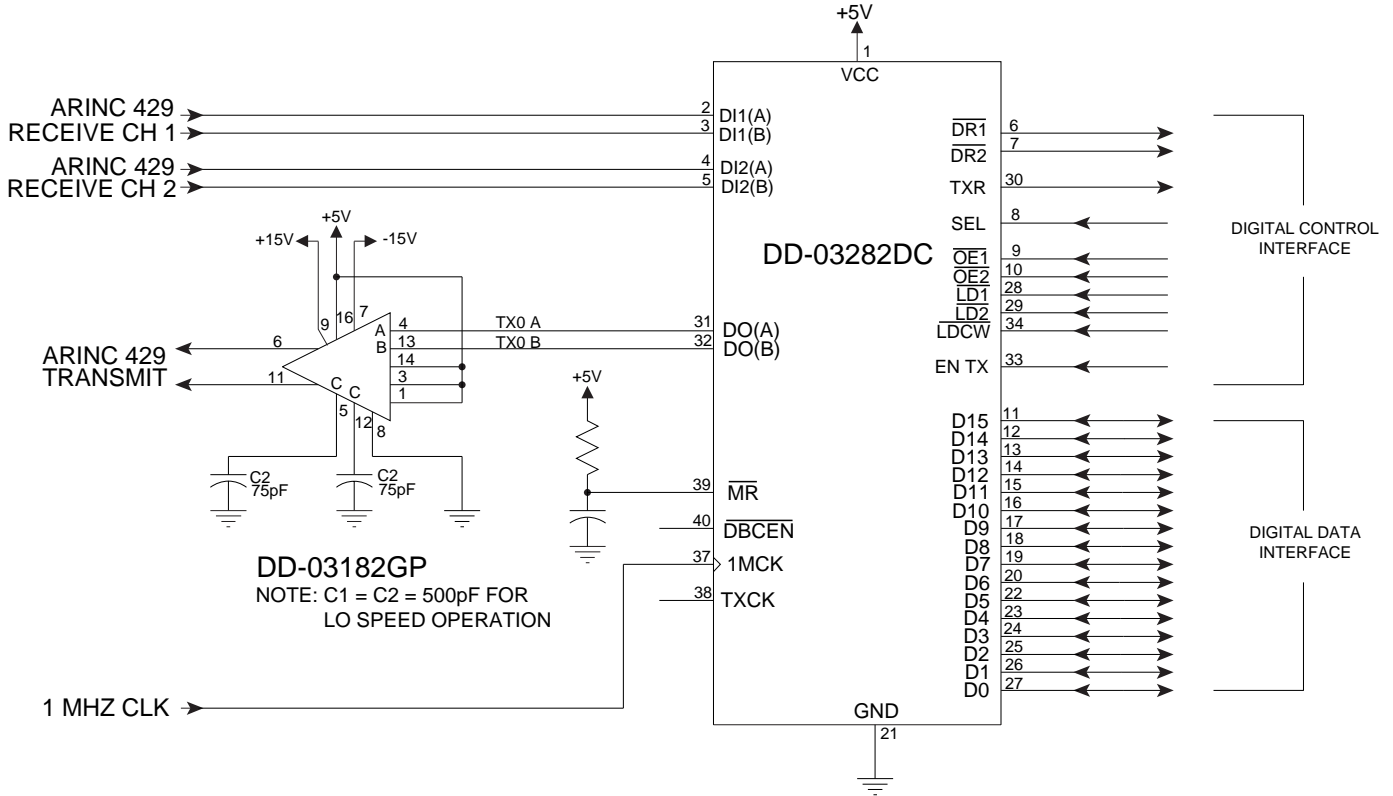 +5V
1
VCC
ARINC 429
RECEIVE CH 1
2
DI1(A)
3
DI1(B)
ARINC 429
RECEIVE CH 2
4
DI2(A)
5
DI2(B)
DD-03282DC
DR1
6
DR2
7
TXR
30
SEL
8
OE1
9
OE2
10
LD1
28
LD2
29
LDCW
34
EN TX
33
DIGITAL CONTROL
INTERFACE
+5V
+15V
-15V
9
16
7
A
4
TX0 A
31
DO(A)
B
13
TX0 B
32
DO(B)
14
3
1
ARINC 429
TRANSMIT
6
11
C
C
5
12
8
C2
75pF
C2
75pF
DD-03182GP
NOTE: C1 = C2 = 500pF FOR
LO SPEED OPERATION
+5V
39
MR
40
DBCEN
37
1MCK
38
TXCK
1 MHZ CLK
D15
11
D14
12
D13
13
D12
14
D11
15
D10
16
D9
17
D8
18
D7
19
D6
20
D5
22
D4
23
D3
24
D2
25
D1
26
D0
27
DIGITAL DATA
INTERFACE
GND
21